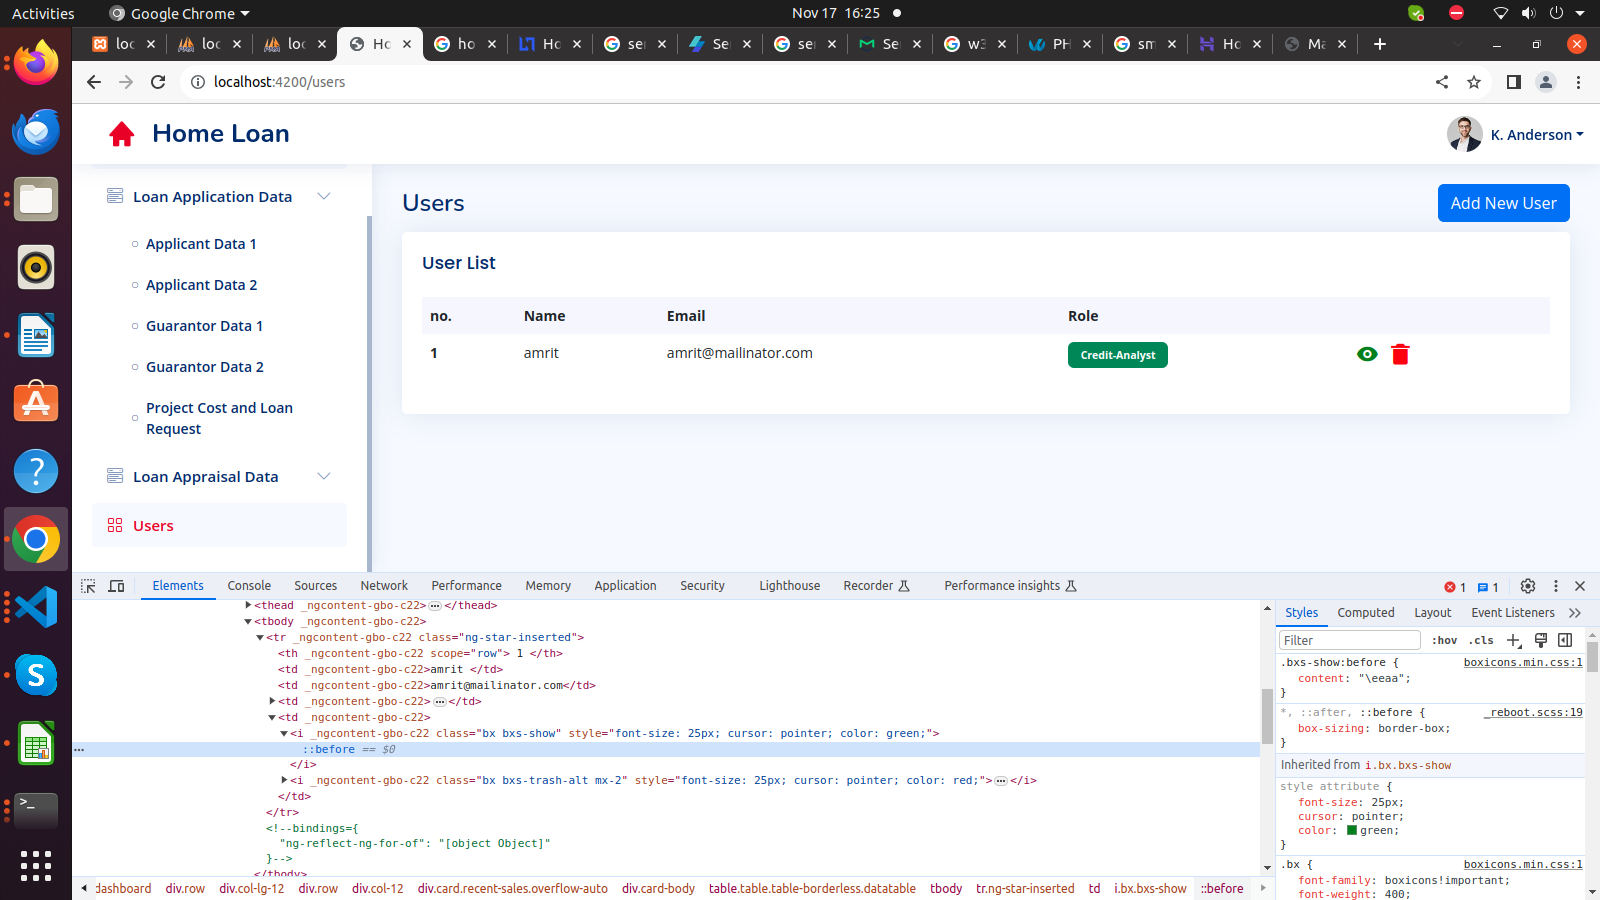 Activities
Google Chrome
Nov 17 16:25
loc
loc
loc
Ho
ho
Ho
ser
Se
ser
Se
w3
PH
sm
Ho
Ma
localhost:4200/users
Home Loan
K. Anderson
Loan Application Data
Applicant Data 1
Applicant Data 2
Guarantor Data 1
Guarantor Data 2
Project Cost and Loan
Request
Loan Appraisal Data
Users
Users
Add New User
User List
no. Name Email Role
1 amrit amrit@mailinator.com Credit-Analyst
Elements Console Sources Network Performance Memory Application Security Lighthouse Recorder Performance insights 1 1
<thead _ngcontent-gbo-c22>…</thead>
<tbody _ngcontent-gbo-c22>
<tr _ngcontent-gbo-c22 class="ng-star-inserted">
<th _ngcontent-gbo-c22 scope="row"> 1 </th>
<td _ngcontent-gbo-c22>amrit </td>
<td _ngcontent-gbo-c22>amrit@mailinator.com</td>
<td _ngcontent-gbo-c22>…</td>
<td _ngcontent-gbo-c22>
<i _ngcontent-gbo-c22 class="bx bxs-show" style="font-size: 25px; cursor: pointer; color: green;">
… ::before == $0
</i>
<i _ngcontent-gbo-c22 class="bx bxs-trash-alt mx-2" style="font-size: 25px; cursor: pointer; color: red;">…</i>
</td>
</tr>
<!--bindings={
"ng-reflect-ng-for-of": "[object Object]"
}-->
</tbody>
dashboard div.row div.col-lg-12 div.row div.col-12 div.card.recent-sales.overflow-auto div.card-body table.table.table-borderless.datatable tbody tr.ng-star-inserted td i.bx.bxs-show ::before
Styles Computed Layout Event Listeners
Filter :hov .cls
.bxs-show:before { boxicons.min.css:1
content: "\eeaa";
}
*, ::after, ::before { _reboot.scss:19
box-sizing: border-box;
}
Inherited from i.bx.bxs-show
style attribute {
font-size: 25px;
cursor: pointer;
color: green;
}
.bx { boxicons.min.css:1
font-family: boxicons!important;
font-weight: 400;